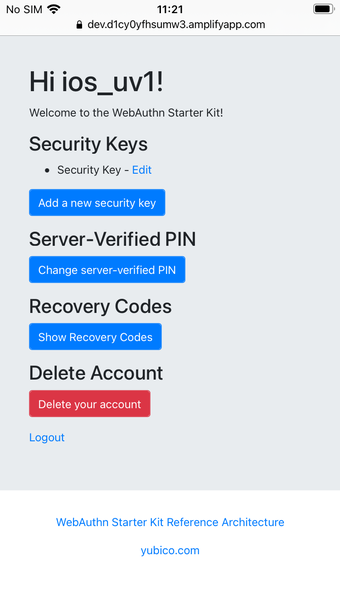 No SIM 11:21
dev.d1cy0yfhsumw3.amplifyapp.com
Hi ios_uv1!
Welcome to the WebAuthn Starter Kit!
Security Keys
• Security Key - Edit
Add a new security key
Server-Verified PIN
Change server-verified PIN
Recovery Codes
Show Recovery Codes
Delete Account
Delete your account
Logout
WebAuthn Starter Kit Reference Architecture
yubico.com